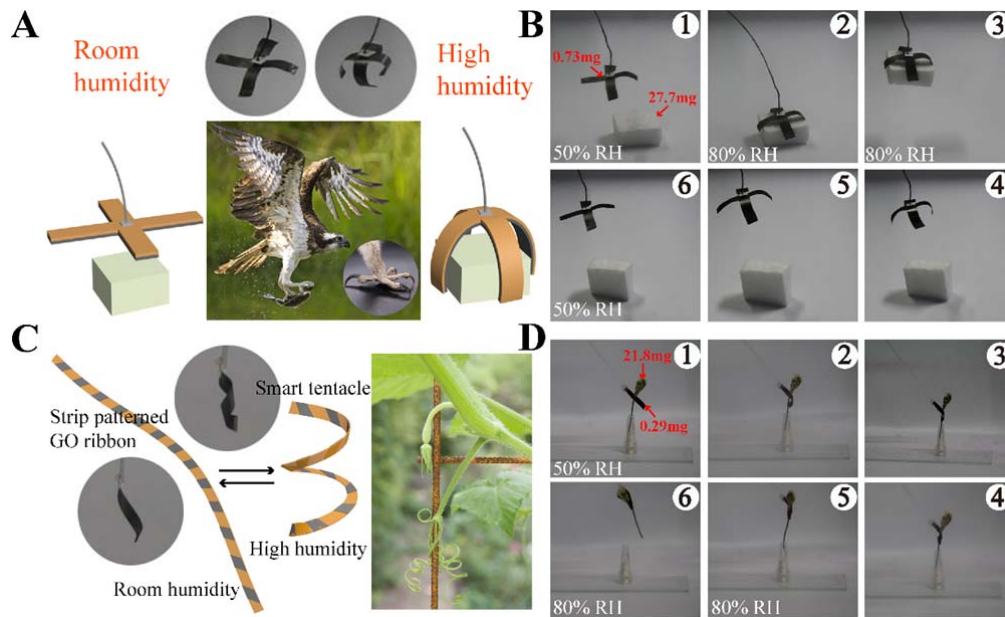 A
Room
humidity
High
humidity
B
1
0.73mg
27.7mg
50% RH
2
80% RH
3
80% RH
6
50% RH
5
4
C
Strip patterned
GO ribbon
Smart tentacle
High humidity
Room humidity
D
1
21.8mg
0.29mg
50% RH
2
3
6
80% RH
5
80% RH
4